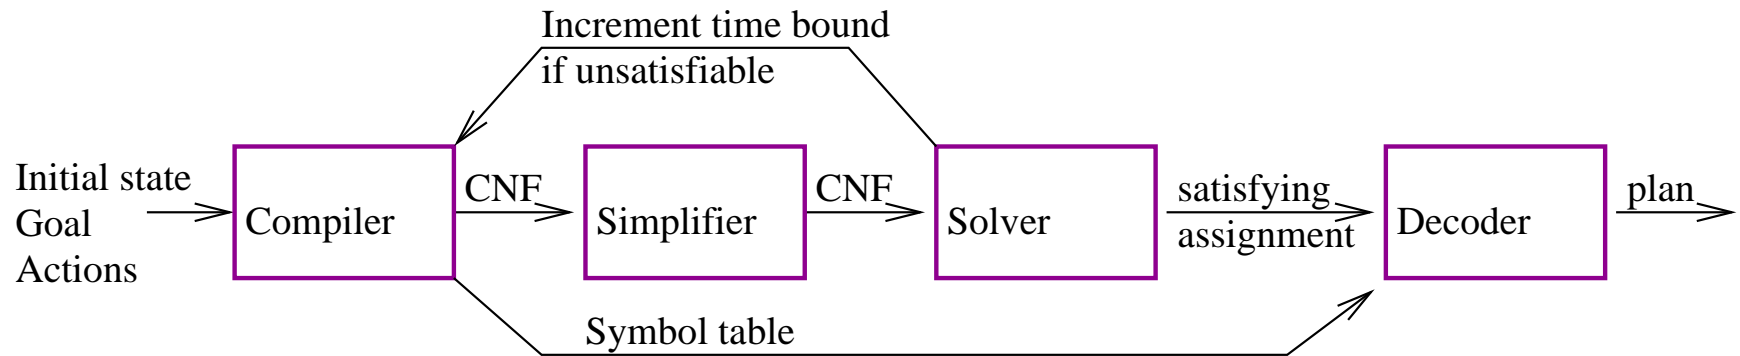 Increment time bound
if unsatisfiable
Initial state
Goal
Actions
Compiler
CNF
Simplifier
CNF
Solver
satisfying
assignment
Decoder
plan
Symbol table